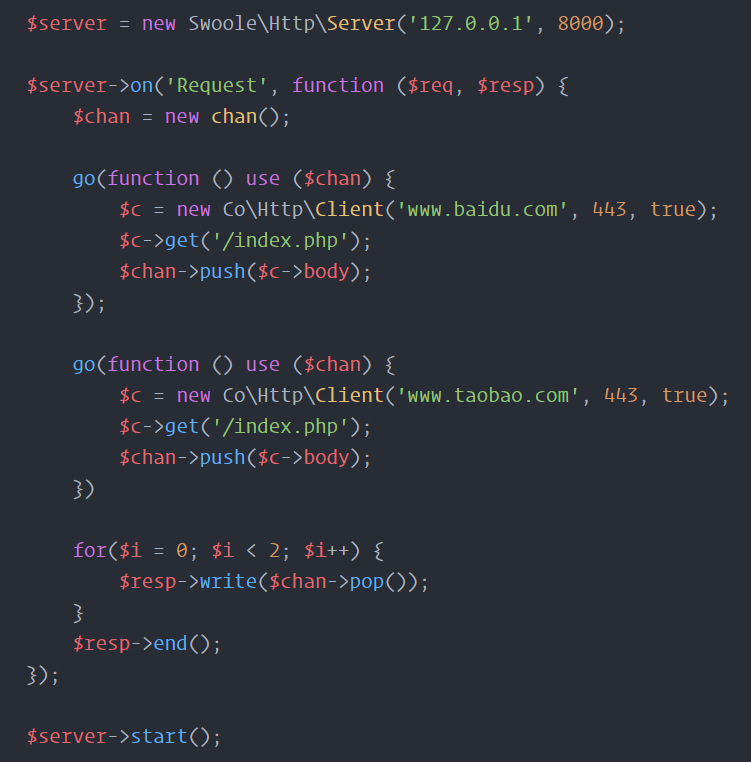 $server = new Swoole\Http\Server('127.0.0.1', 8000);

$server->on('Request', function ($req, $resp) {
    $chan = new chan();

    go(function () use ($chan) {
        $c = new Co\Http\Client('www.baidu.com', 443, true);
        $c->get('/index.php');
        $chan->push($c->body);
    });

    go(function () use ($chan) {
        $c = new Co\Http\Client('www.taobao.com', 443, true);
        $c->get('/index.php');
        $chan->push($c->body);
    })

    for($i = 0; $i < 2; $i++) {
        $resp->write($chan->pop());
    }
    $resp->end();
});

$server->start();